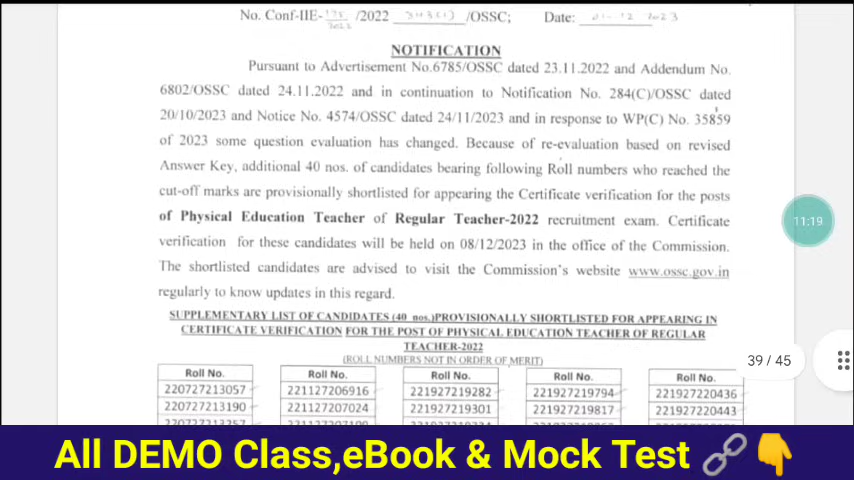 No. Conf-IIE- /2022 /OSSC; Date: 2023
NOTIFICATION
Pursuant to Advertisement No.6785/OSSC dated 23.11.2022 and Addendum No.
6802/OSSC dated 24.11.2022 and in continuation to Notification No. 284(C)/OSSC dated
20/10/2023 and Notice No. 4574/OSSC dated 24/11/2023 and in response to WP(C) No. 35859
of 2023 some question evaluation has changed. Because of re-evaluation based on revised
Answer Key, additional 40 nos. of candidates bearing following Roll numbers who reached the
cut-off marks are provisionally shortlisted for appearing the Certificate verification for the posts
of Physical Education Teacher of Regular Teacher-2022 recruitment exam. Certificate
verification for these candidates will be held on 08/12/2023 in the office of the Commission.
The shortlisted candidates are advised to visit the Commission's website www.ossc.gov.in
regularly to know updates in this regard.
SUPPLEMENTARY LIST OF CANDIDATES (40 nos.)PROVISIONALLY SHORTLISTED FOR APPEARING IN
CERTIFICATE VERIFICATION FOR THE POST OF PHYSICAL EDUCATION TEACHER OF REGULAR
TEACHER-2022
(ROLL NUMBERS NOT IN ORDER OF MERIT)
Roll No. Roll No. Roll No. Roll No. Roll No.
220727213057 221127206916 221927219282 221927219794 221927220436
220727213190 221127207024 221927219301 221927219817 221927220443
11:19
39 / 45
All DEMO Class,eBook & Mock Test 🔗👇